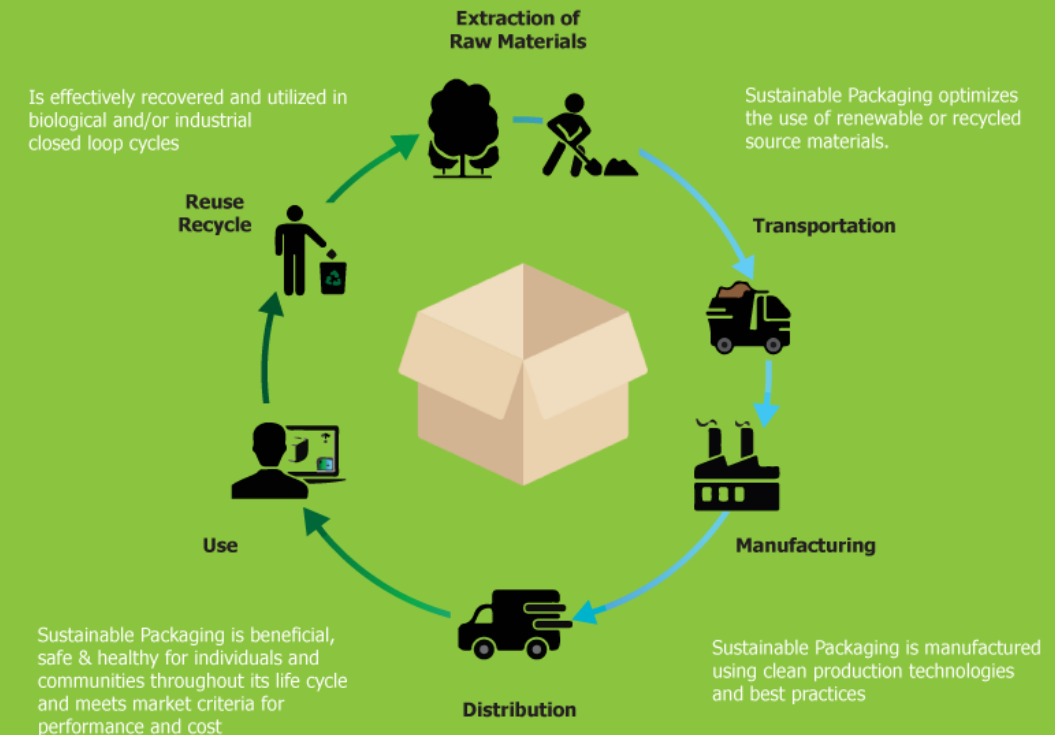 Extraction of
Raw Materials
Is effectively recovered and utilized in
biological and/or industrial
closed loop cycles
Sustainable Packaging optimizes
the use of renewable or recycled
source materials.
Reuse
Recycle
Transportation
Use
Manufacturing
Sustainable Packaging is beneficial,
safe & healthy for individuals and
communities throughout its life cycle
and meets market criteria for
performance and cost
Sustainable Packaging is manufactured
using clean production technologies
and best practices
Distribution